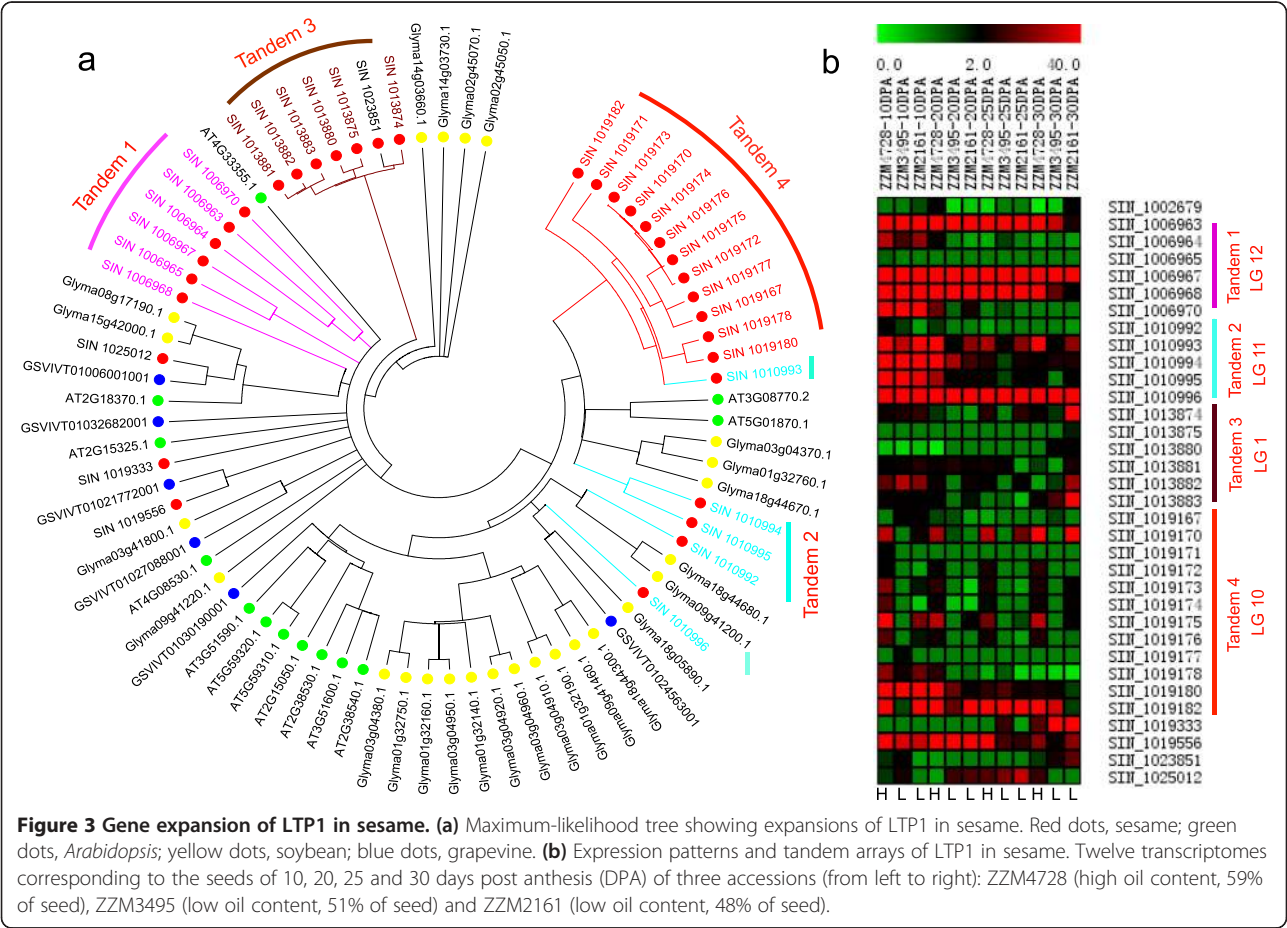 a
Tandem 3
Tandem 1
Tandem 4
Tandem 2
SIN 1006968
SIN 1006965
SIN 1006967
SIN 1006964
SIN 1006963
SIN 1006970
AT4G33355.1
SIN 1013881
SIN 1013882
SIN 1013883
SIN 1013880
SIN 1013875
SIN 1023851
SIN 1013874
Glyma14g03660.1
Glyma14g03730.1
Glyma02g45070.1
Glyma02g45050.1
SIN 1019182
SIN 1019171
SIN 1019173
SIN 1019170
SIN 1019174
SIN 1019176
SIN 1019175
SIN 1019172
SIN 1019177
SIN 1019167
SIN 1019178
SIN 1019180
SIN 1010993
AT3G08770.2
AT5G01870.1
Glyma03g04370.1
Glyma01g32760.1
Glyma18g44670.1
SIN 1010994
SIN 1010995
SIN 1010992
Glyma18g44680.1
Glyma09g41200.1
SIN 1010996
Glyma18g05890.1
GSVIVT01024563001
Glyma18g44300.1
Glyma09g41460.1
Glyma01g32190.1
Glyma03g04910.1
Glyma03g04960.1
Glyma03g04920.1
Glyma01g32140.1
Glyma03g04950.1
Glyma01g32160.1
Glyma01g32750.1
Glyma03g04380.1
AT2G38540.1
AT3G51600.1
AT2G38530.1
AT2G15050.1
AT5G59310.1
AT5G59320.1
AT3G51590.1
GSVIVT01030190001
Glyma09g41220.1
AT4G08530.1
GSVIVT01027088001
Glyma03g41800.1
SIN 1019556
GSVIVT01021772001
SIN 1019333
AT2G15325.1
GSVIVT01032682001
AT2G18370.1
GSVIVT01006001001
SIN 1025012
Glyma15g42000.1
Glyma08g17190.1
b
0.0 2.0 40.0
ZZM4728-10DPA
ZZM3495-10DPA
ZZM2161-10DPA
ZZM4728-20DPA
ZZM3495-20DPA
ZZM2161-20DPA
ZZM4728-25DPA
ZZM3495-25DPA
ZZM2161-25DPA
ZZM4728-30DPA
ZZM3495-30DPA
ZZM2161-30DPA
SIN_1002679
SIN_1006963
SIN_1006964
SIN_1006965
SIN_1006967
SIN_1006968
SIN_1006970
SIN_1010992
SIN_1010993
SIN_1010994
SIN_1010995
SIN_1010996
SIN_1013874
SIN_1013875
SIN_1013880
SIN_1013881
SIN_1013882
SIN_1013883
SIN_1019167
SIN_1019170
SIN_1019171
SIN_1019172
SIN_1019173
SIN_1019174
SIN_1019175
SIN_1019176
SIN_1019177
SIN_1019178
SIN_1019180
SIN_1019182
SIN_1019333
SIN_1019556
SIN_1023851
SIN_1025012
Tandem 1
LG 12
Tandem 2
LG 11
Tandem 3
LG 1
Tandem 4
LG 10
H L L H L L H L L H L L
Figure 3 Gene expansion of LTP1 in sesame. (a) Maximum-likelihood tree showing expansions of LTP1 in sesame. Red dots, sesame; green
dots, Arabidopsis; yellow dots, soybean; blue dots, grapevine. (b) Expression patterns and tandem arrays of LTP1 in sesame. Twelve transcriptomes
corresponding to the seeds of 10, 20, 25 and 30 days post anthesis (DPA) of three accessions (from left to right): ZZM4728 (high oil content, 59%
of seed), ZZM3495 (low oil content, 51% of seed) and ZZM2161 (low oil content, 48% of seed).